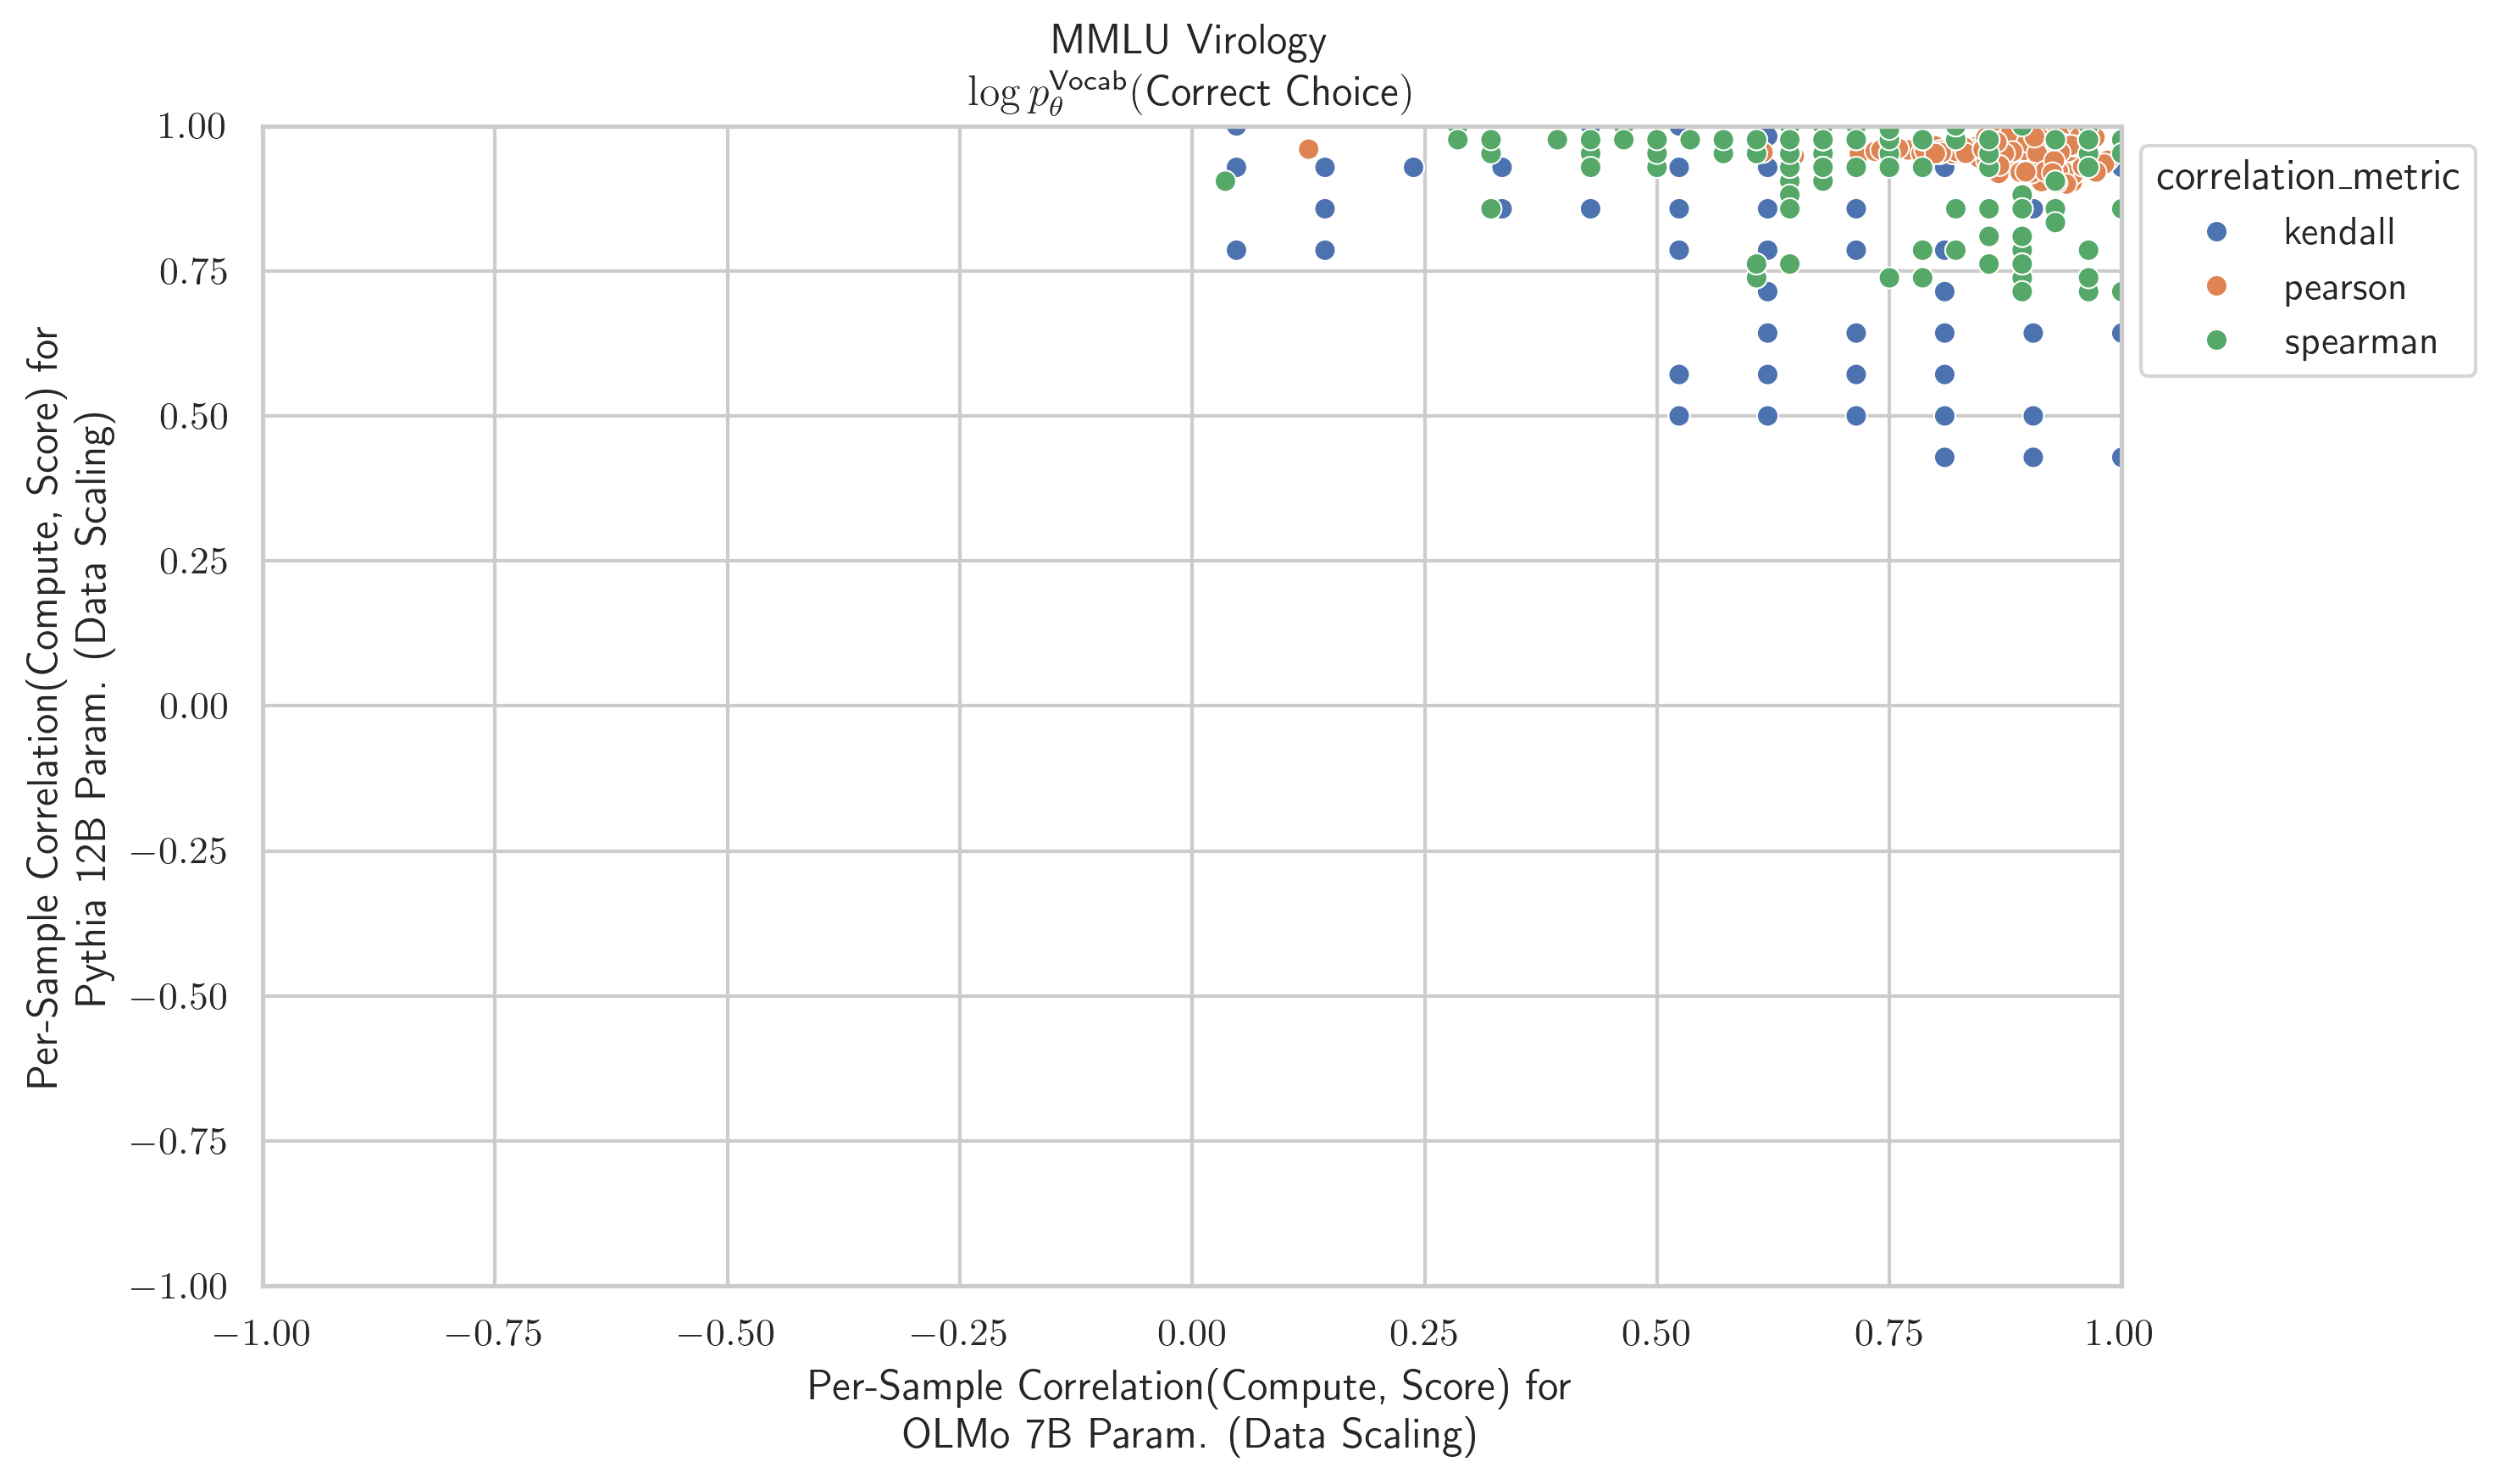 MMLU Virology
log p_θ^Vocab(Correct Choice)
1.00
0.75
0.50
0.25
0.00
−0.25
−0.50
−0.75
−1.00
Per-Sample Correlation(Compute, Score) for
Pythia 12B Param. (Data Scaling)
correlation_metric
kendall
pearson
spearman
−1.00 −0.75 −0.50 −0.25 0.00 0.25 0.50 0.75 1.00
Per-Sample Correlation(Compute, Score) for
OLMo 7B Param. (Data Scaling)